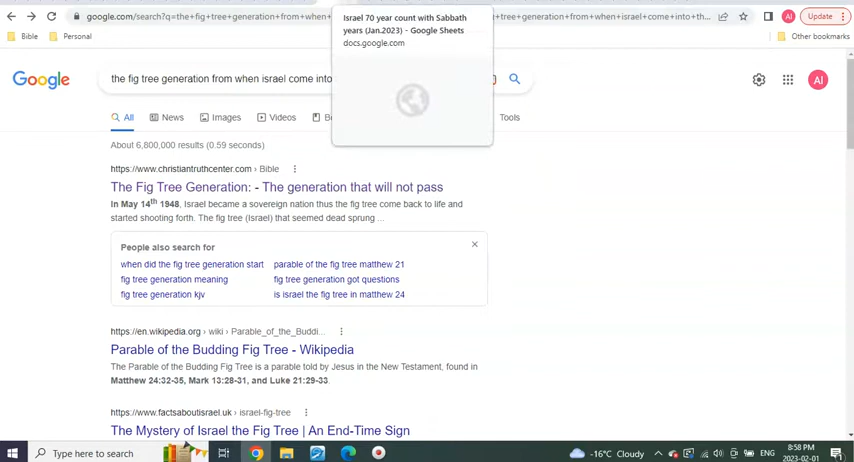 google.com/search?q=the+fig+tree+generation+from+when+
tree+generation+from+when+israel+come+into+th...
Update
AI
Bible
Personal
Other bookmarks
Israel 70 year count with Sabbath
years (Jan.2023) - Google Sheets
docs.google.com
Google
the fig tree generation from when israel come into
AI
All
News
Images
Videos
Tools
About 6,800,000 results (0.59 seconds)
https://www.christiantruthcenter.com › Bible
The Fig Tree Generation: - The generation that will not pass
In May 14th 1948, Israel became a sovereign nation thus the fig tree come back to life and
started shooting forth. The fig tree (Israel) that seemed dead sprung ...
People also search for
when did the fig tree generation start
parable of the fig tree matthew 21
fig tree generation meaning
fig tree generation got questions
fig tree generation kjv
is israel the fig tree in matthew 24
https://en.wikipedia.org › wiki › Parable_of_the_Buddi...
Parable of the Budding Fig Tree - Wikipedia
The Parable of the Budding Fig Tree is a parable told by Jesus in the New Testament, found in
Matthew 24:32-35, Mark 13:28-31, and Luke 21:29-33.
https://www.factsaboutisrael.uk › israel-fig-tree
The Mystery of Israel the Fig Tree | An End-Time Sign
Type here to search
-16°C Cloudy
ENG
8:58 PM
2023-02-01